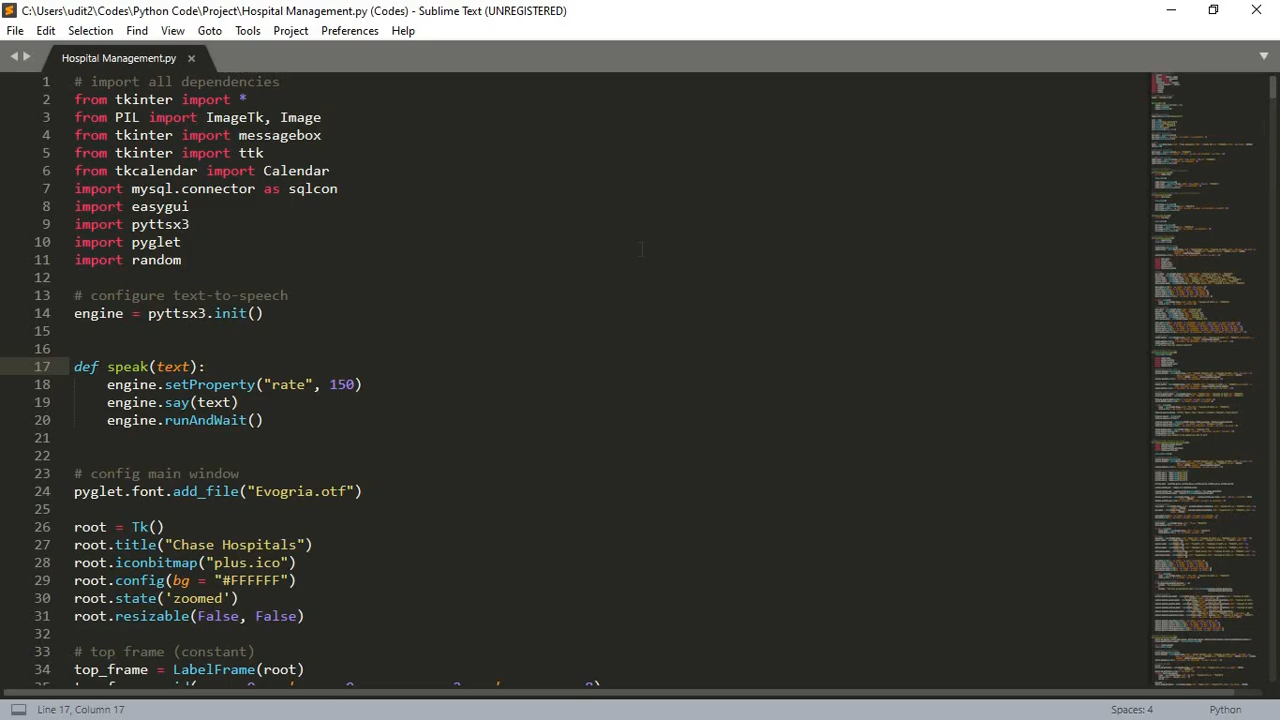 C:\Users\udit2\Codes\Python Code\Project\Hospital Management.py (Codes) - Sublime Text (UNREGISTERED)
File Edit Selection Find View Goto Tools Project Preferences Help
Hospital Management.py
1 # import all dependencies
2 from tkinter import *
3 from PIL import ImageTk, Image
4 from tkinter import messagebox
5 from tkinter import ttk
6 from tkcalendar import Calendar
7 import mysql.connector as sqlcon
8 import easygui
9 import pyttsx3
10 import pyglet
11 import random
12
13 # configure text-to-speech
14 engine = pyttsx3.init()
15
16
17 def speak(text):
18     engine.setProperty("rate", 150)
19     engine.say(text)
20     engine.runAndWait()
21
22
23 # config main window
24 pyglet.font.add_file("Evogria.otf")
25
26 root = Tk()
27 root.title("Chase Hospitals")
28 root.iconbitmap("plus.ico")
29 root.config(bg = "#FFFFFF")
30 root.state('zoomed')
31 root.resizable(False, False)
32
33 # top frame (constant)
34 top_frame = LabelFrame(root)
Line 17, Column 17
Spaces: 4
Python